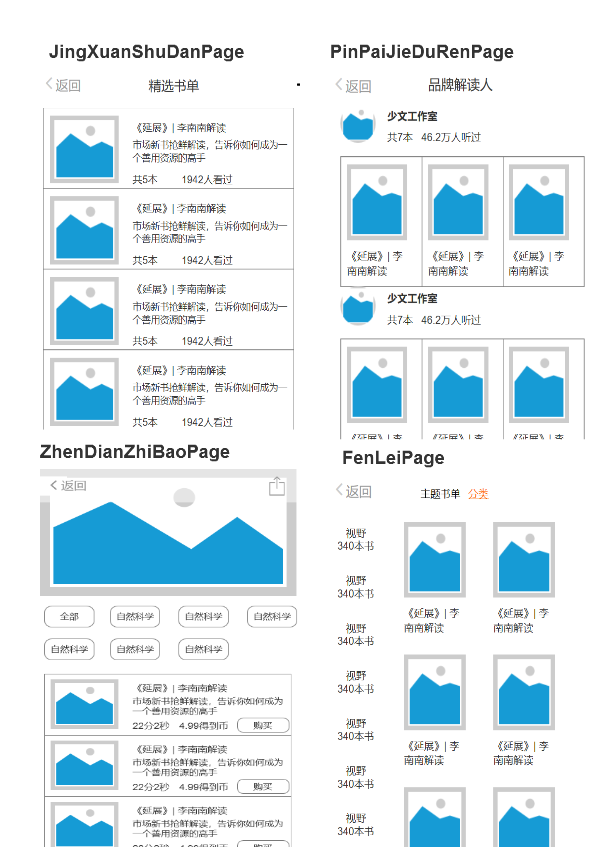 JingXuanShuDanPage
返回
精选书单
《延展》| 李南南解读
市场新书抢鲜解读，告诉你如何成为一
个善用资源的高手
共5本 1942人看过
《延展》| 李南南解读
市场新书抢鲜解读，告诉你如何成为一
个善用资源的高手
共5本 1942人看过
《延展》| 李南南解读
市场新书抢鲜解读，告诉你如何成为一
个善用资源的高手
共5本 1942人看过
《延展》| 李南南解读
市场新书抢鲜解读，告诉你如何成为一
个善用资源的高手
共5本 1942人看过
PinPaiJieDuRenPage
返回
品牌解读人
少文工作室
共7本 46.2万人听过
《延展》| 李
南南解读
《延展》| 李
南南解读
《延展》| 李
南南解读
少文工作室
共7本 46.2万人听过
《延展》| 李
《延展》| 李
《延展》| 李
ZhenDianZhiBaoPage
返回
全部 自然科学 自然科学 自然科学
自然科学 自然科学 自然科学
《延展》| 李南南解读
市场新书抢鲜解读，告诉你如何成为
一个善用资源的高手
22分2秒 4.99得到币 购买
《延展》| 李南南解读
市场新书抢鲜解读，告诉你如何成为
一个善用资源的高手
22分2秒 4.99得到币 购买
《延展》| 李南南解读
市场新书抢鲜解读，告诉你如何成为
一个善用资源的高手
22分2秒 4.99得到币 购买
FenLeiPage
返回
主题书单 分类
视野
340本书
视野
340本书
视野
340本书
视野
340本书
视野
340本书
视野
340本书
视野
340本书
《延展》| 李
南南解读
《延展》| 李
南南解读
《延展》| 李
南南解读
《延展》| 李
南南解读